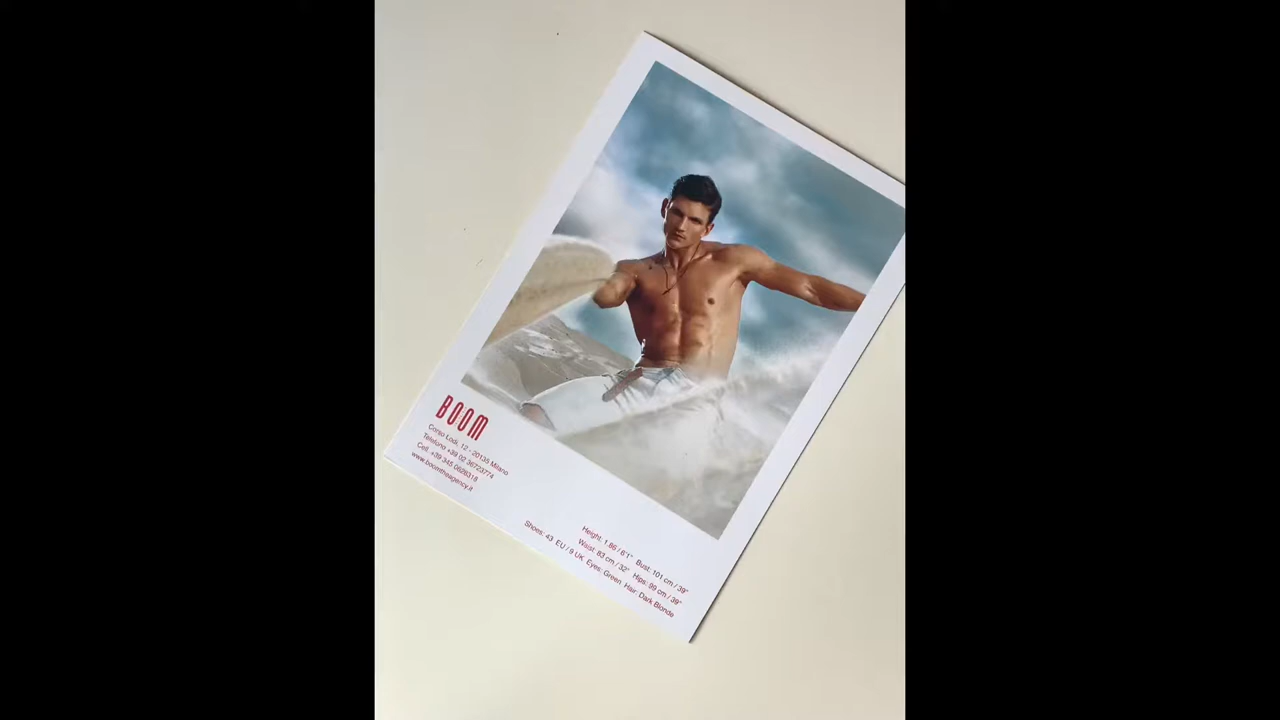 BOOM
Corso Lodi, 12 - 20135 Milano
Telefono +39 02 36723774
Cell. +39 345 0628318
www.boomtheagency.it
Height: 1.86 / 6'1" Bust: 101 cm / 39"
Waist: 83 cm / 32" Hips: 99 cm / 39"
Shoes: 43 EU / 9 UK Eyes: Green Hair: Dark Blonde